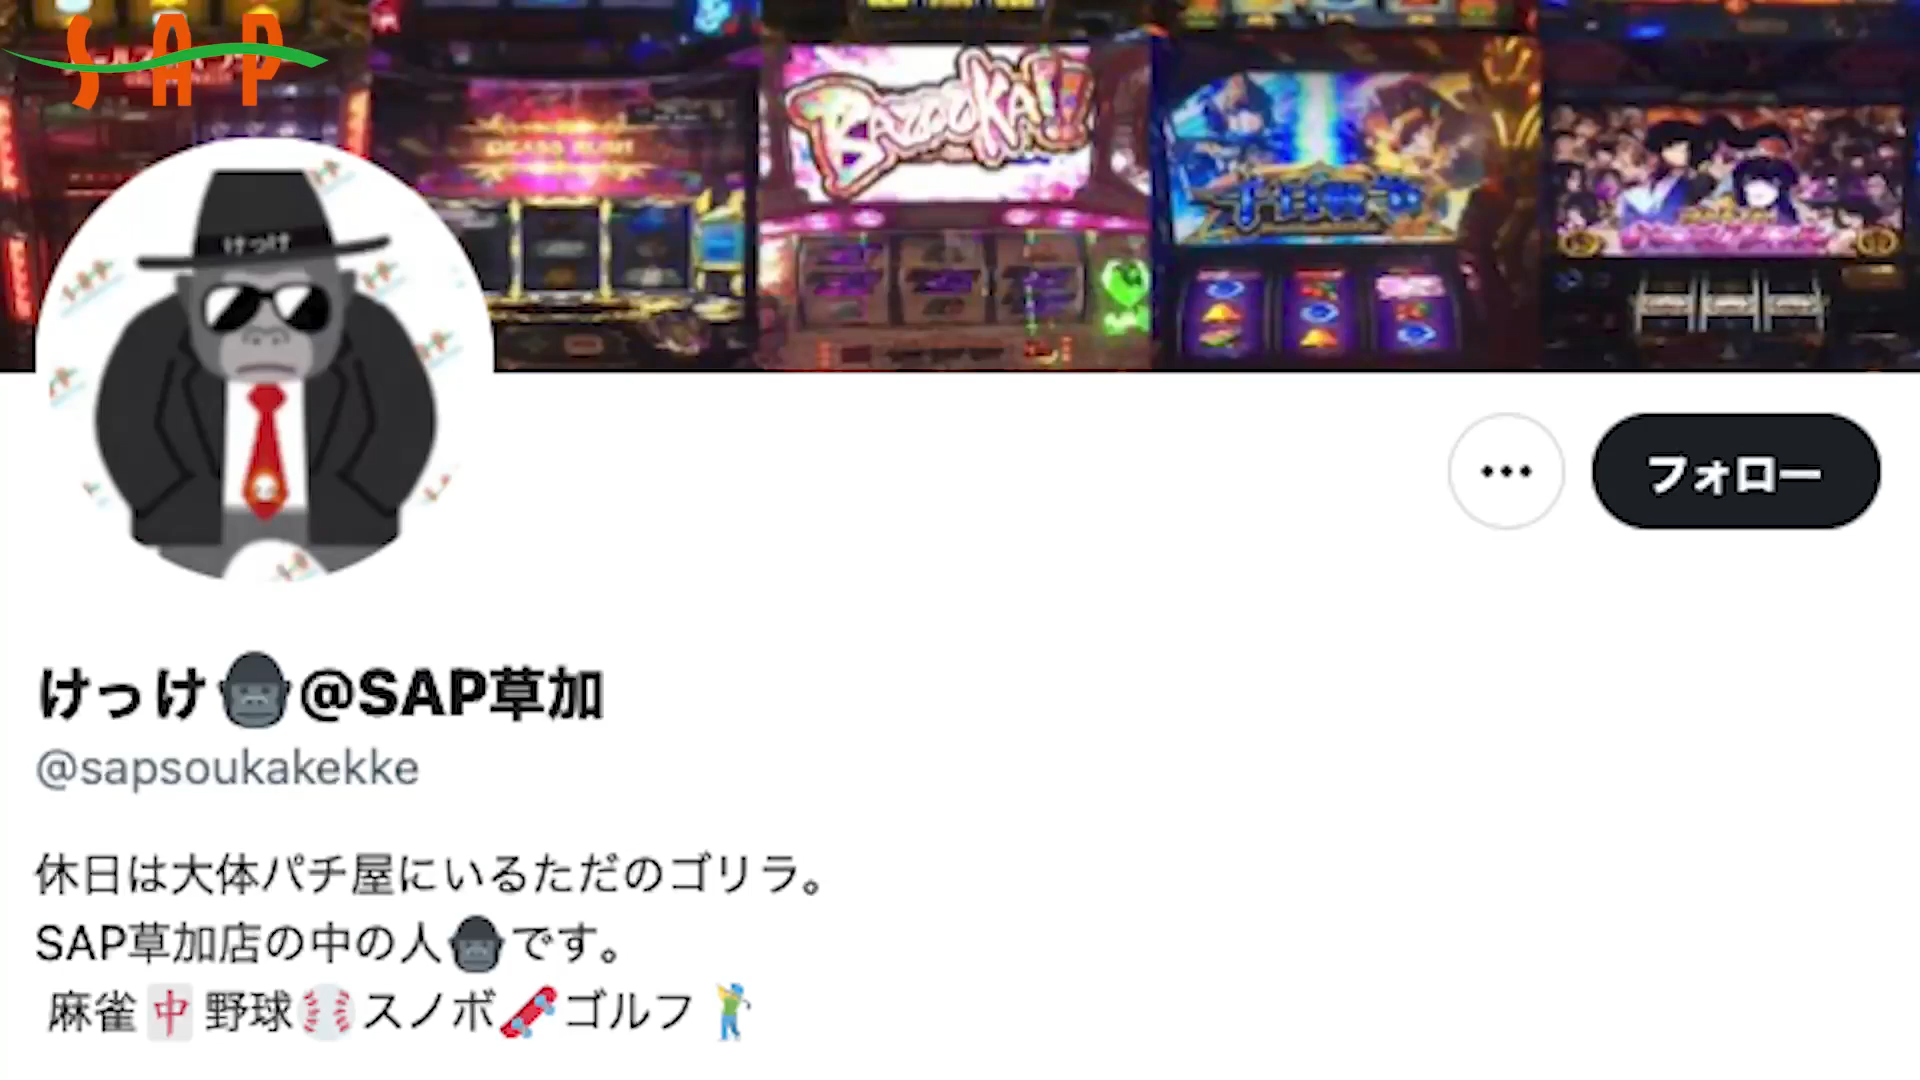 SAP
BAZOOKA!!
けっけ
フォロー
けっけ🦍@SAP草加
@sapsoukakekke
休日は大体パチ屋にいるただのゴリラ。
SAP草加店の中の人🦍です。
麻雀🀄野球⚾スノボ🛹ゴルフ🏌